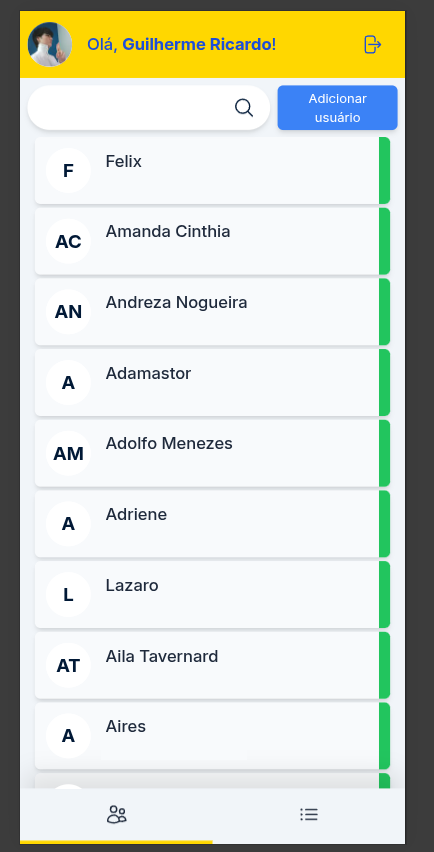 Olá, Guilherme Ricardo!
Adicionar
usuário
F Felix
AC Amanda Cinthia
AN Andreza Nogueira
A Adamastor
AM Adolfo Menezes
A Adriene
L Lazaro
AT Aila Tavernard
A Aires